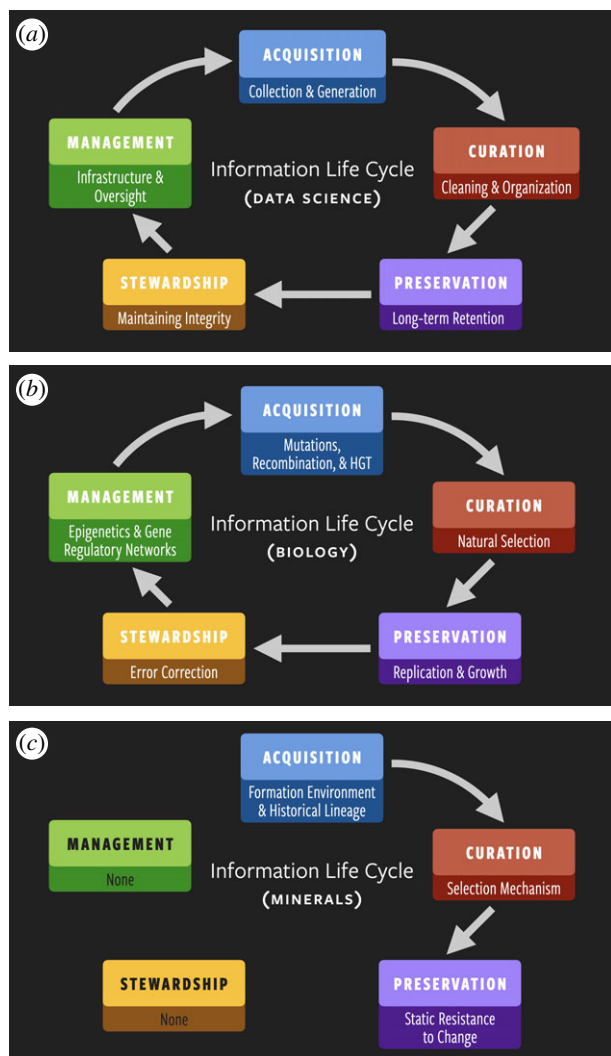 (a)
ACQUISITION
Collection & Generation
MANAGEMENT
Infrastructure &
Oversight
Information Life Cycle
(DATA SCIENCE)
CURATION
Cleaning & Organization
STEWARDSHIP
Maintaining Integrity
PRESERVATION
Long-term Retention
(b)
ACQUISITION
Mutations,
Recombination, & HGT
MANAGEMENT
Epigenetics & Gene
Regulatory Networks
Information Life Cycle
(BIOLOGY)
CURATION
Natural Selection
STEWARDSHIP
Error Correction
PRESERVATION
Replication & Growth
(c)
ACQUISITION
Formation Environment
& Historical Lineage
MANAGEMENT
None
Information Life Cycle
(MINERALS)
CURATION
Selection Mechanism
STEWARDSHIP
None
PRESERVATION
Static Resistance
to Change